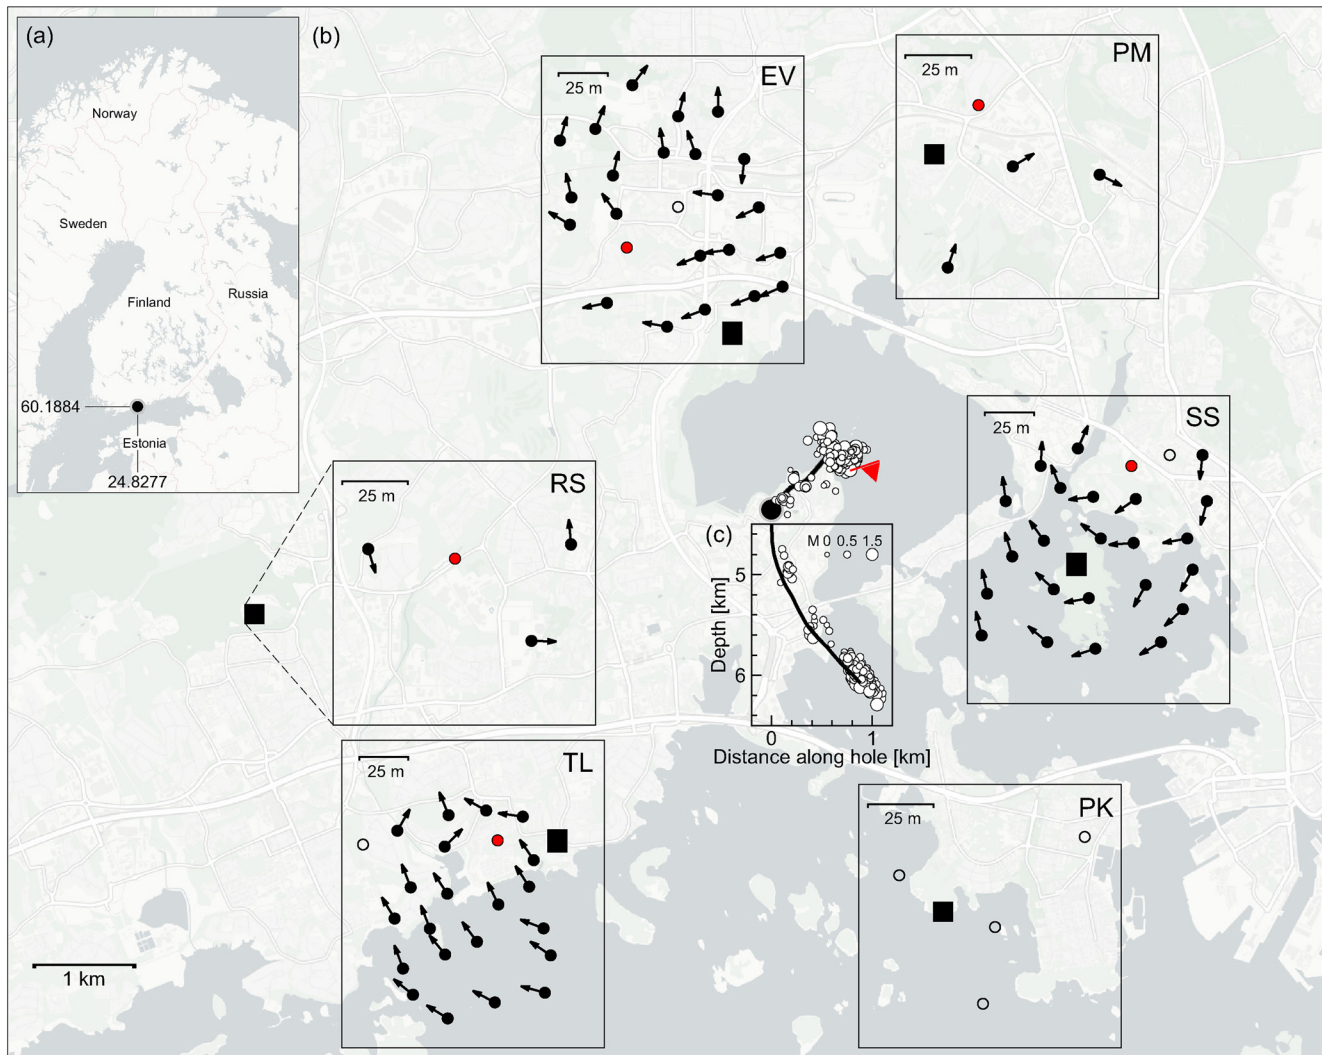 (a)
Norway
Sweden
Finland
Russia
60.1884
Estonia
24.8277
(b)
25 m
EV
25 m
PM
25 m
SS
25 m
RS
(c)
M 0 0.5 1.5
5
6
Depth [km]
0 1
Distance along hole [km]
25 m
TL
25 m
PK
1 km